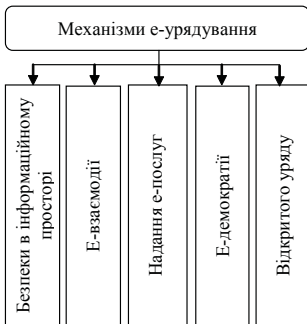 Механізми е-урядування
Безпеки в інформаційному
просторі
Е-взаємодії
Надання е-послуг
Е-демократії
Відкритого уряду